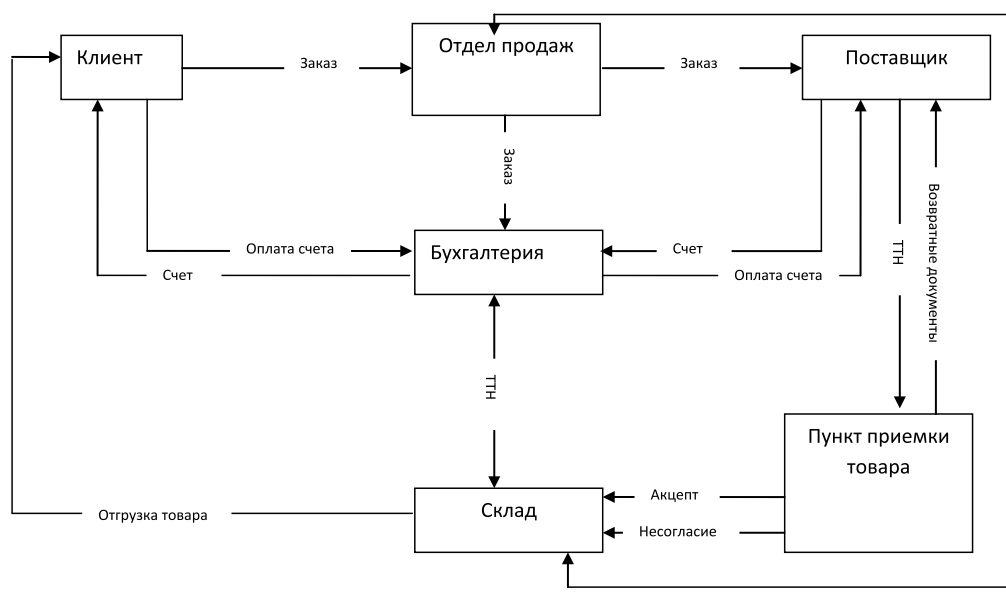 Клиент
Заказ
Отдел продаж
Заказ
Поставщик
Заказ
Возвратные документы
ТТН
Оплата счета
Бухгалтерия
Счет
Счет
Оплата счета
ТТН
Пункт приемки
товара
Акцепт
Склад
Отгрузка товара
Несогласие